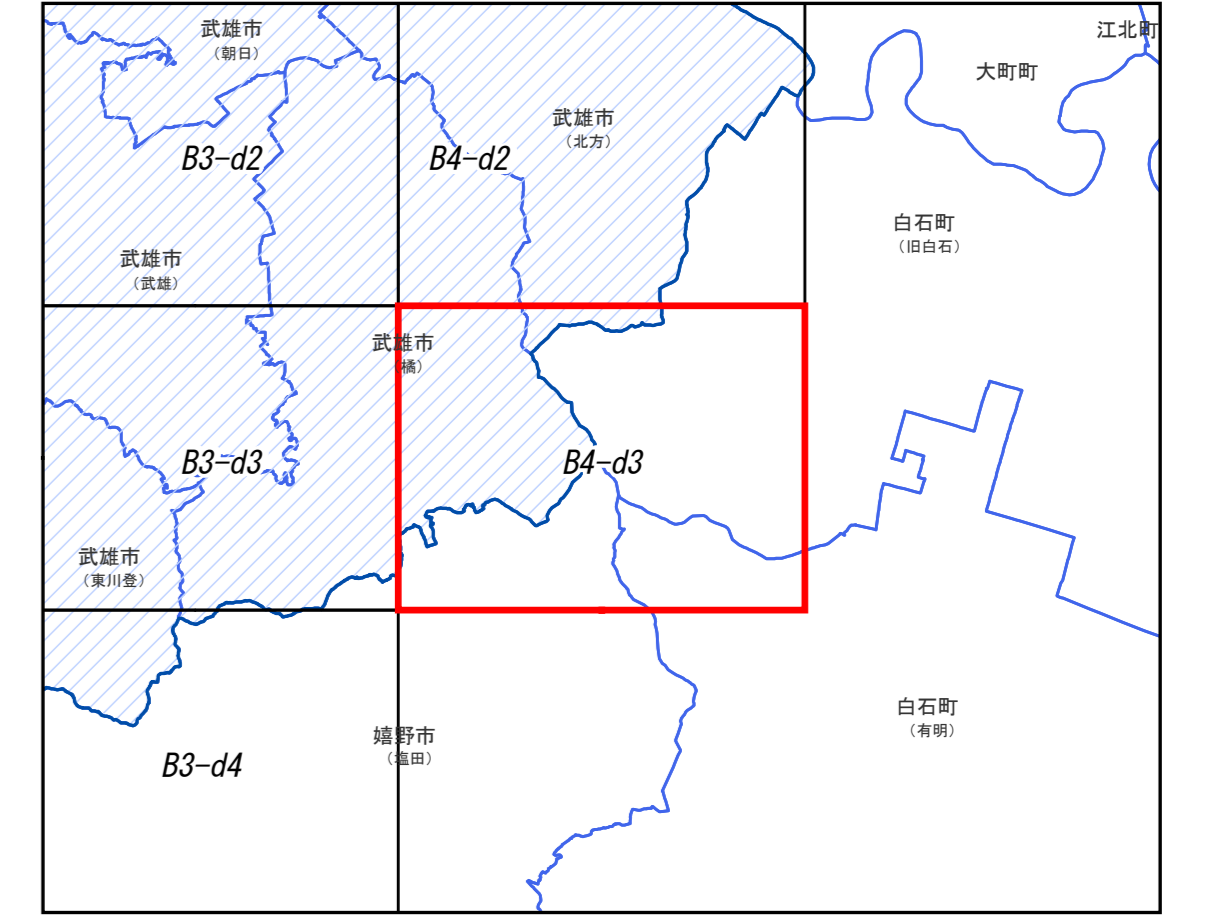 武雄市
（朝日）
江北町
大町町
武雄市
（北方）
B3-d2
B4-d2
白石町
（旧白石）
武雄市
（武雄）
武雄市
（橘）
B3-d3
B4-d3
武雄市
（東川登）
白石町
（有明）
嬉野市
（塩田）
B3-d4